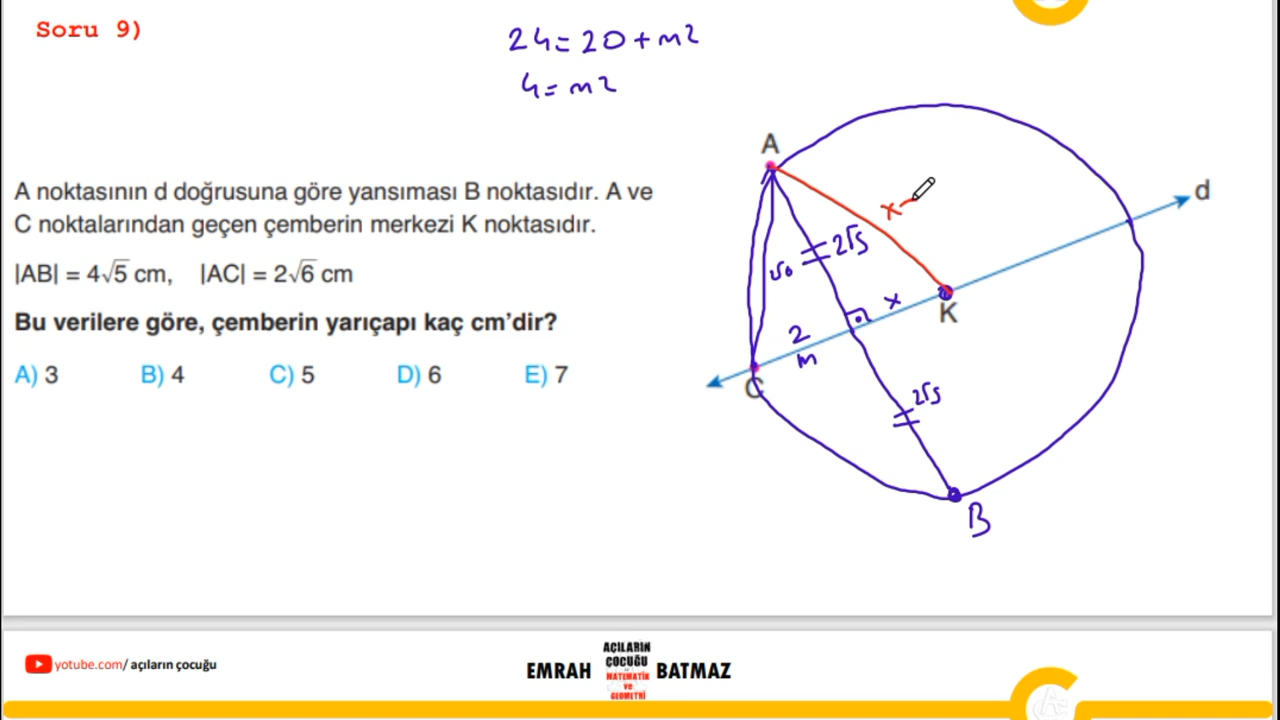 Soru 9)
24=20+m2
4=m2
A noktasının d doğrusuna göre yansıması B noktasıdır. A ve
C noktalarından geçen çemberin merkezi K noktasıdır.
|AB| = 4√5 cm, |AC| = 2√6 cm
Bu verilere göre, çemberin yarıçapı kaç cm'dir?
A) 3 B) 4 C) 5 D) 6 E) 7
A
d
x
2√5
x
K
2
m
C
2√5
B
yotube.com/ açıların çocuğu
EMRAH
AÇILARIN
ÇOCUĞU
MATEMATİK
ve
GEOMETRİ
BATMAZ